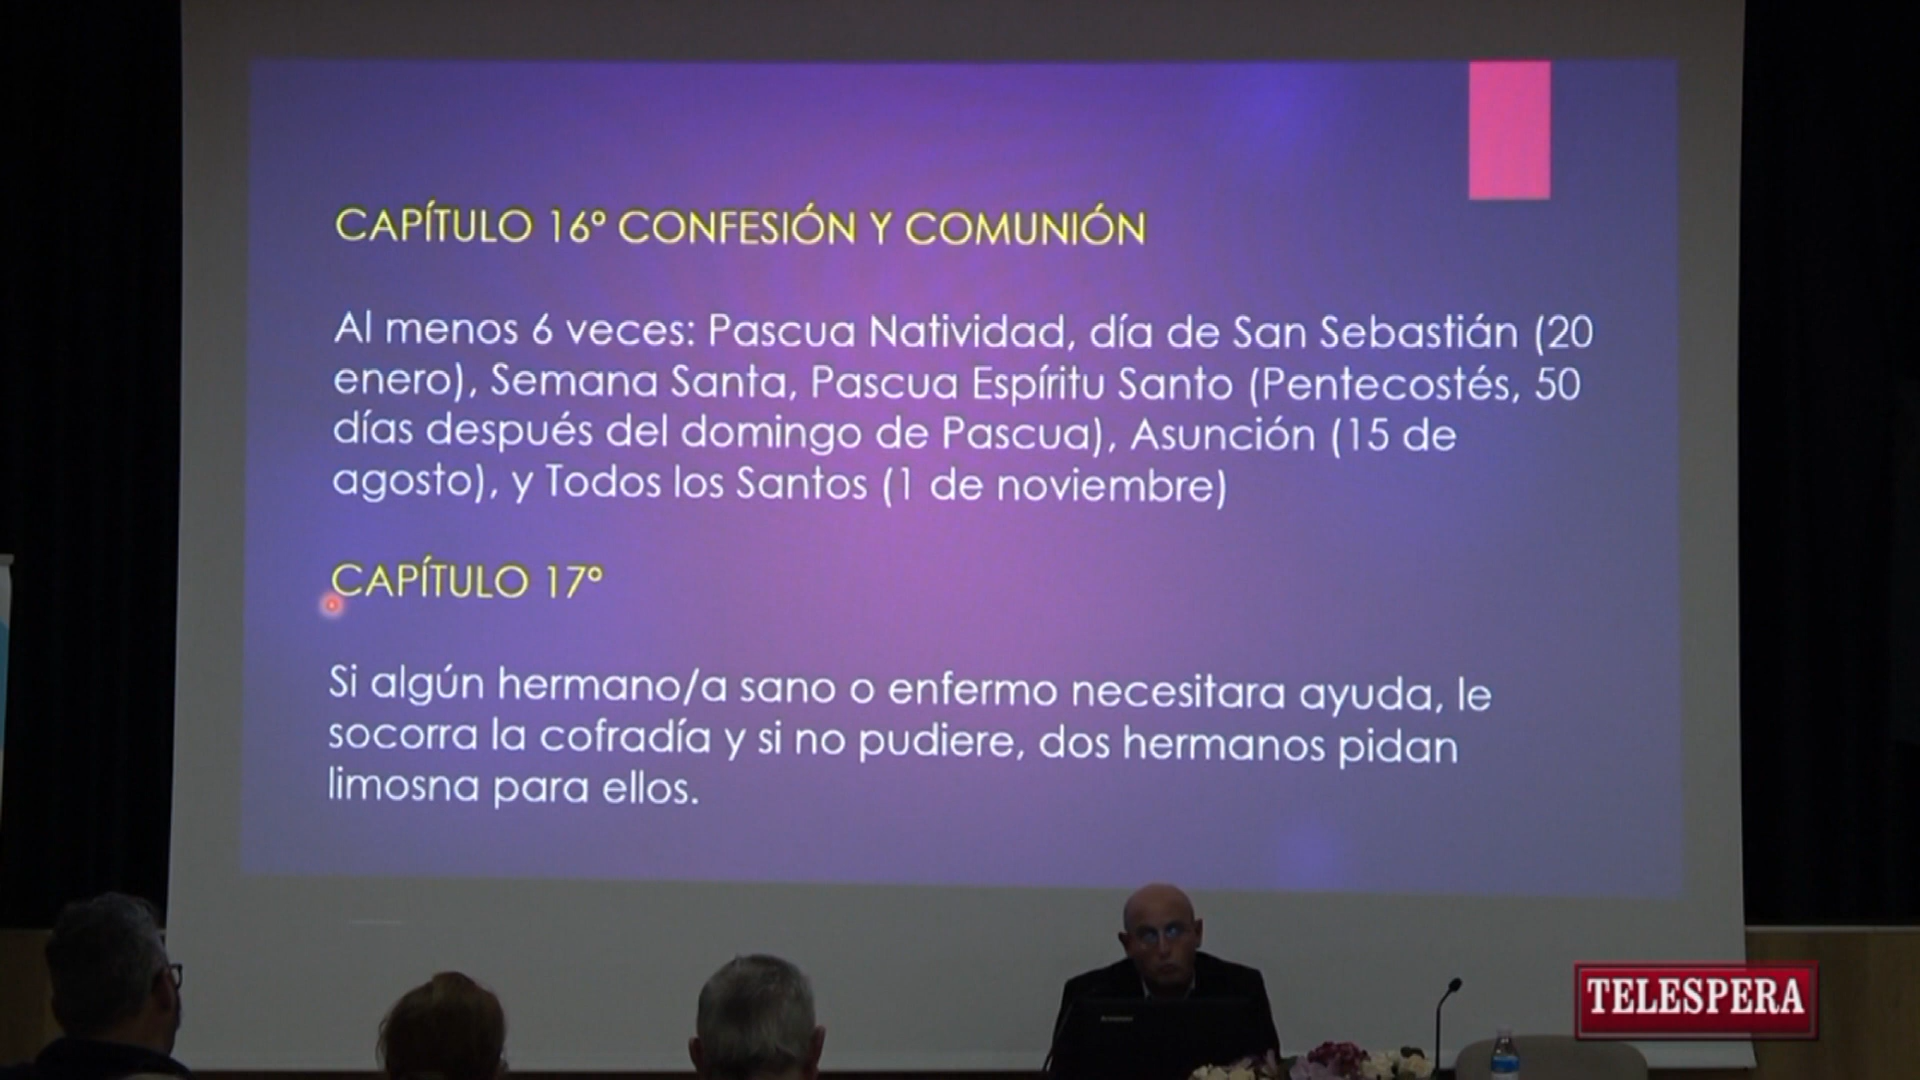 CAPÍTULO 16º CONFESIÓN Y COMUNIÓN
Al menos 6 veces: Pascua Natividad, día de San Sebastián (20
enero), Semana Santa, Pascua Espíritu Santo (Pentecostés, 50
días después del domingo de Pascua), Asunción (15 de
agosto), y Todos los Santos (1 de noviembre)
CAPÍTULO 17º
Si algún hermano/a sano o enfermo necesitara ayuda, le
socorra la cofradía y si no pudiere, dos hermanos pidan
limosna para ellos.
TELESPERA